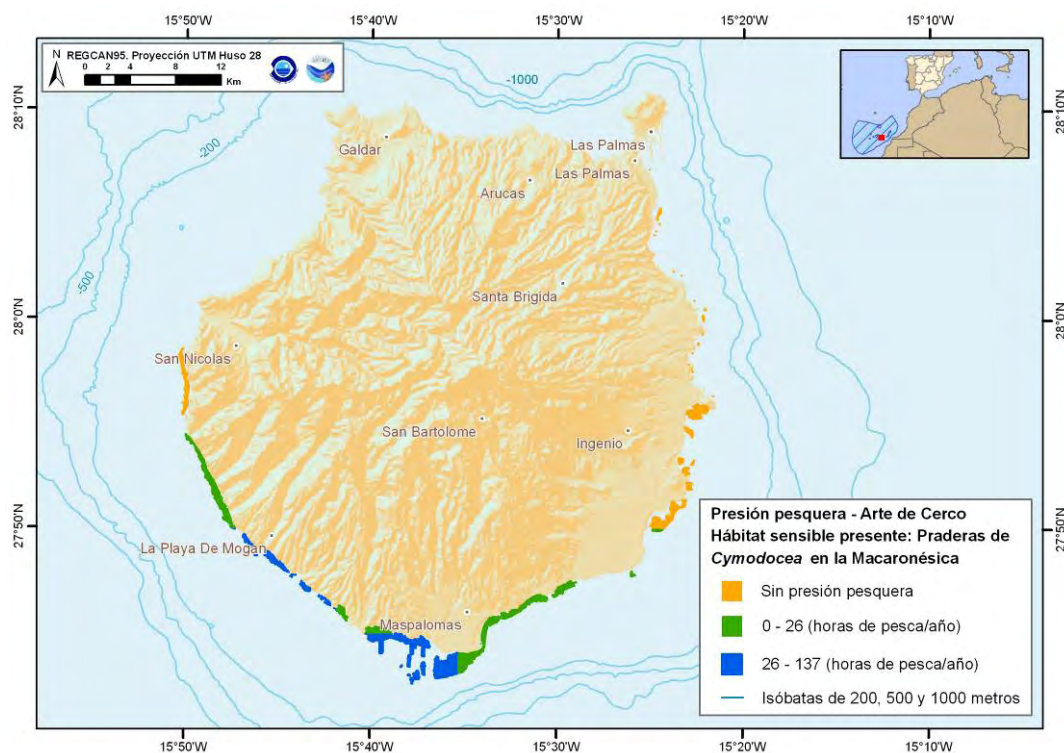 15°50'W 15°40'W 15°30'W 15°20'W 15°10'W
N REGCAN95. Proyección UTM Huso 28
0 2 4 8 12
Km
28°10'N
28°10'N
-1000
-200
-500
Galdar
Las Palmas
Las Palmas
Arucas
Santa Brigida
28°0'N
28°0'N
San Nicolas
San Bartolome
Ingenio
27°50'N
27°50'N
La Playa De Mogan
Maspalomas
Presión pesquera - Arte de Cerco
Hábitat sensible presente: Praderas de
Cymodocea en la Macaronésica
Sin presión pesquera
0 - 26 (horas de pesca/año)
26 - 137 (horas de pesca/año)
Isóbatas de 200, 500 y 1000 metros
15°50'W 15°40'W 15°30'W 15°20'W 15°10'W